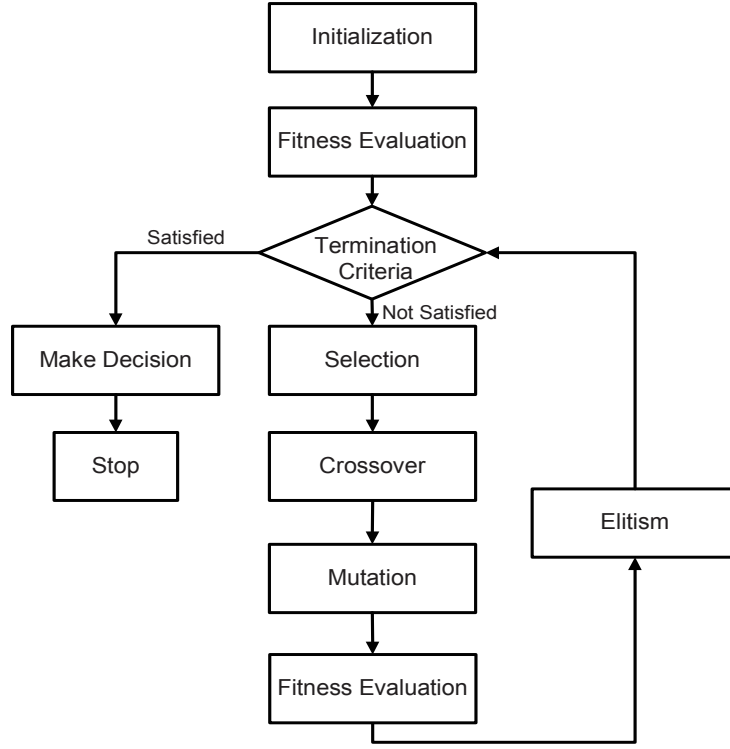 Initialization
Fitness Evaluation
Satisfied
Termination
Criteria
Not Satisfied
Make Decision
Selection
Stop
Crossover
Elitism
Mutation
Fitness Evaluation